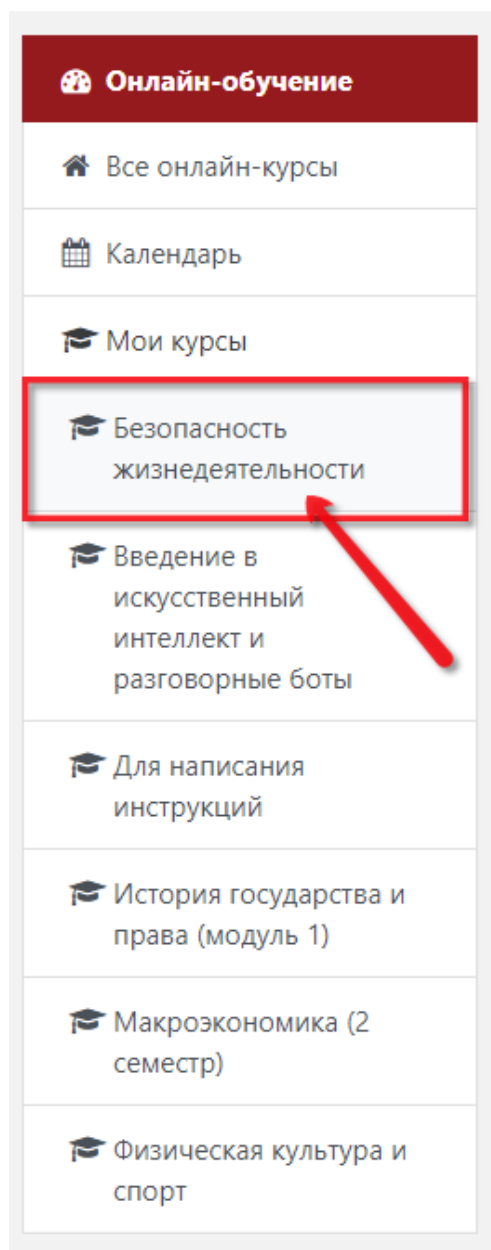 Онлайн-обучение
Все онлайн-курсы
Календарь
Мои курсы
Безопасность
жизнедеятельности
Введение в
искусственный
интеллект и
разговорные боты
Для написания
инструкций
История государства и
права (модуль 1)
Макроэкономика (2
семестр)
Физическая культура и
спорт